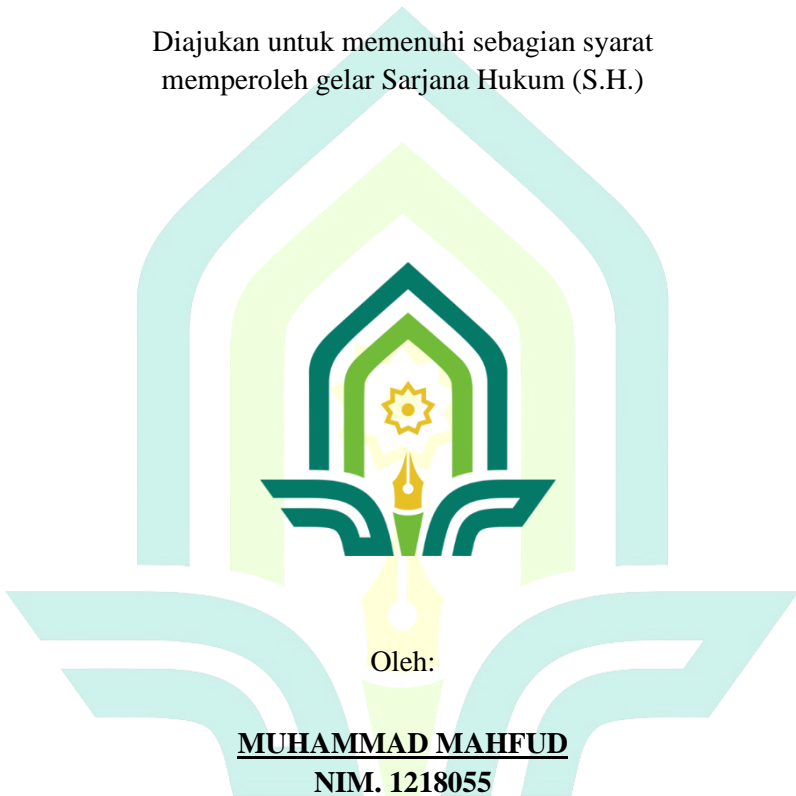 Diajukan untuk memenuhi sebagian syarat
memperoleh gelar Sarjana Hukum (S.H.)
Oleh:
MUHAMMAD MAHFUD
NIM. 1218055